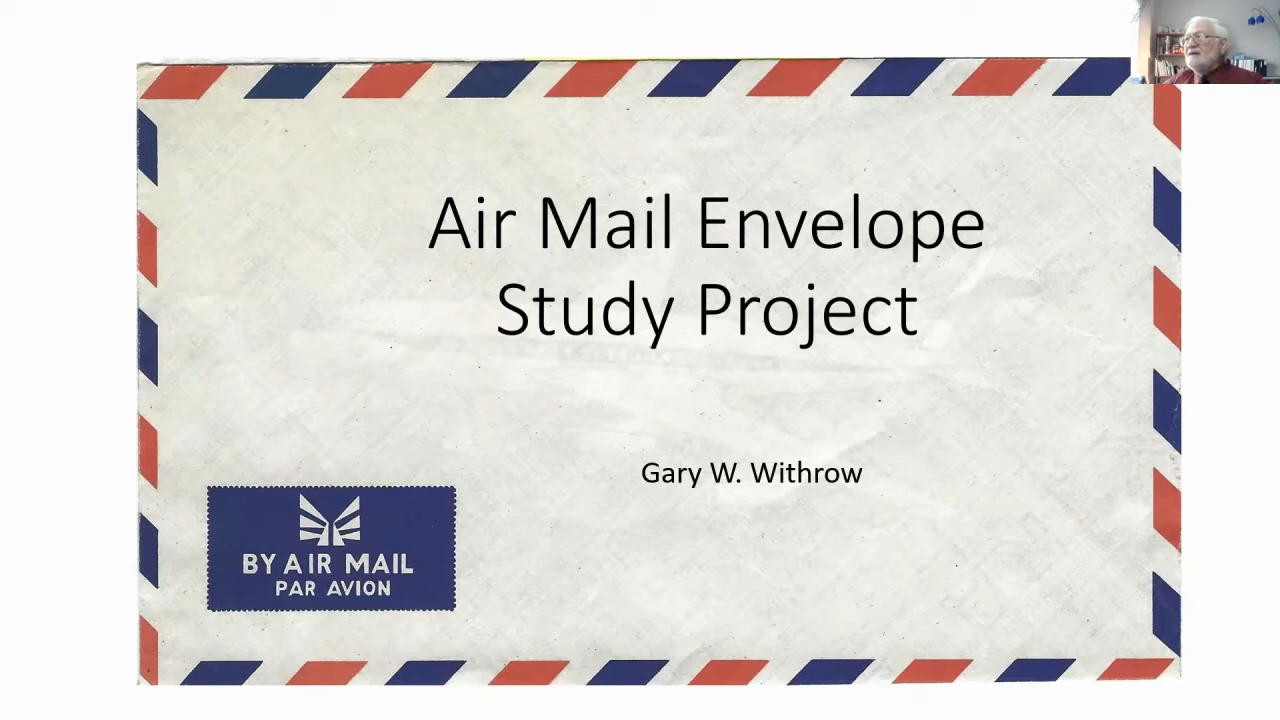 Air Mail Envelope
Study Project
Gary W. Withrow
BY AIR MAIL
PAR AVION